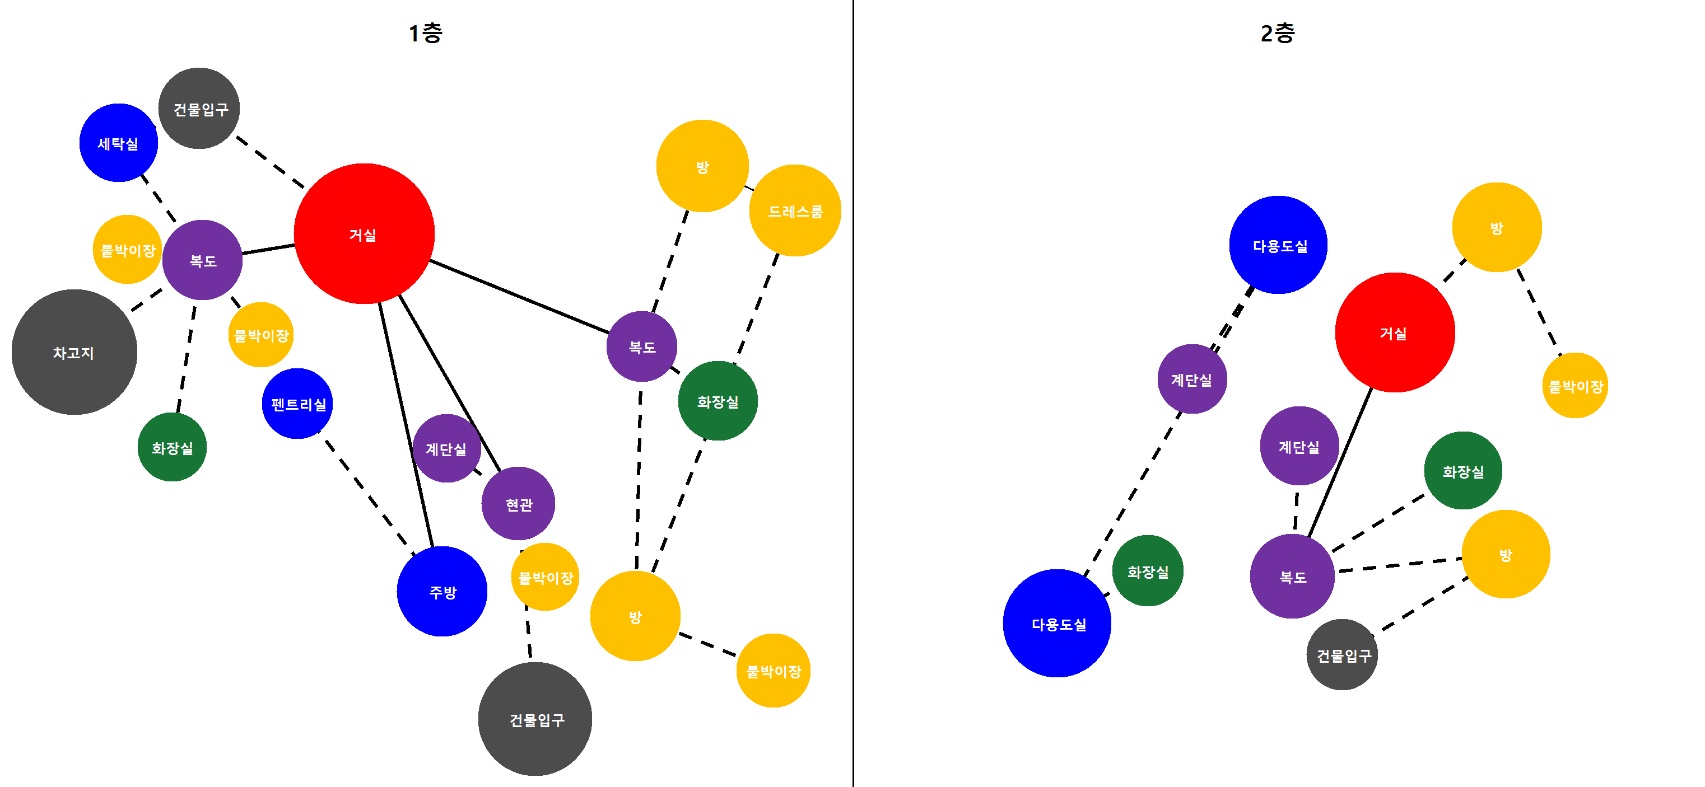 1층
건물입구
세탁실
거실
붙박이장
복도
차고지
붙박이장
펜트리실
화장실
계단실
현관
주방
붙박이장
건물입구
방
드레스룸
복도
화장실
방
붙박이장
2층
다용도실
방
거실
계단실
붙박이장
계단실
화장실
방
복도
화장실
다용도실
건물입구